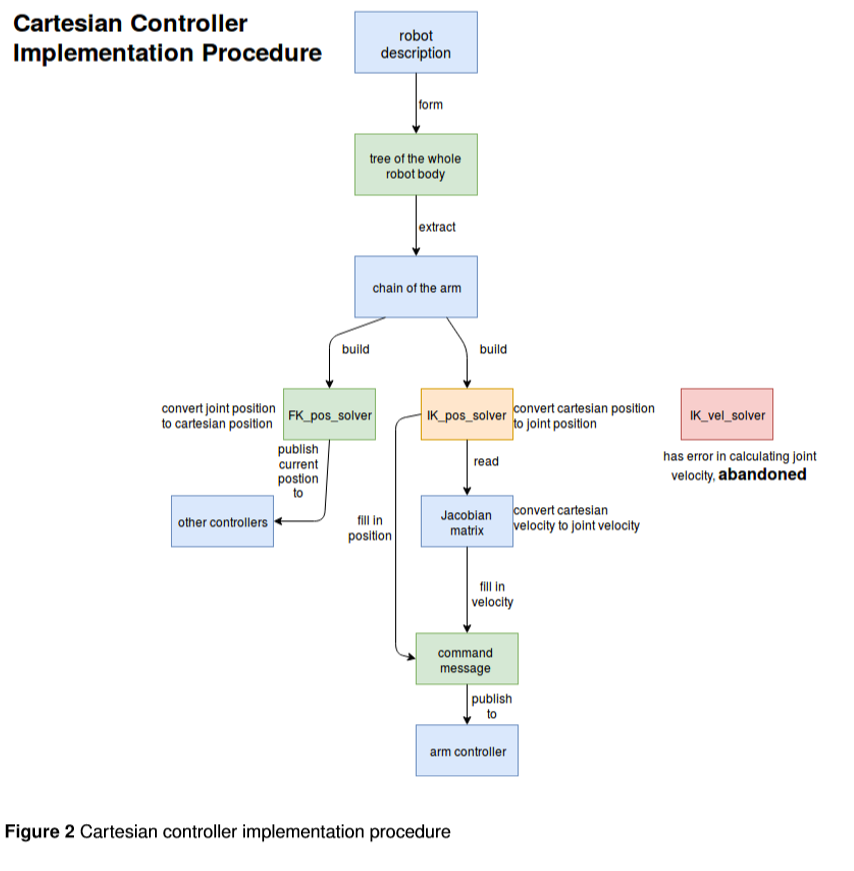 Cartesian Controller
Implementation Procedure
robot
description
form
tree of the whole
robot body
extract
chain of the arm
build
build
convert joint position
to cartesian position
FK_pos_solver
IK_pos_solver
convert cartesian position
to joint position
IK_vel_solver
has error in calculating joint
velocity, abandoned
publish
current
postion
to
read
other controllers
fill in
position
Jacobian
matrix
convert cartesian
velocity to joint velocity
fill in
velocity
command
message
publish
to
arm controller
Figure 2 Cartesian controller implementation procedure